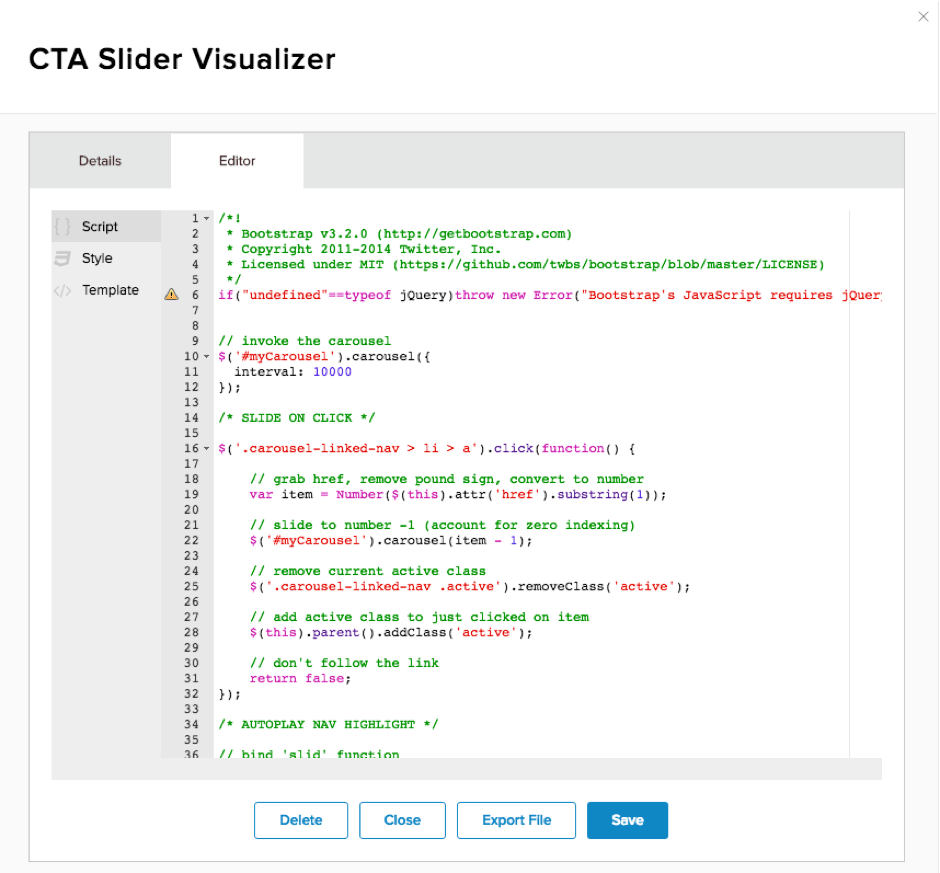 CTA Slider Visualizer
Details
Editor
Script
Style
Template
1 /*!
2  * Bootstrap v3.2.0 (http://getbootstrap.com)
3  * Copyright 2011-2014 Twitter, Inc.
4  * Licensed under MIT (https://github.com/twbs/bootstrap/blob/master/LICENSE)
5  */
6 if("undefined"==typeof jQuery)throw new Error("Bootstrap's JavaScript requires jQuer
7
8
9 // invoke the carousel
10 $('#myCarousel').carousel({
11   interval: 10000
12 });
13
14 /* SLIDE ON CLICK */
15
16 $('.carousel-linked-nav > li > a').click(function() {
17
18     // grab href, remove pound sign, convert to number
19     var item = Number($(this).attr('href').substring(1));
20
21     // slide to number -1 (account for zero indexing)
22     $('#myCarousel').carousel(item - 1);
23
24     // remove current active class
25     $('.carousel-linked-nav .active').removeClass('active');
26
27     // add active class to just clicked on item
28     $(this).parent().addClass('active');
29
30     // don't follow the link
31     return false;
32 });
33
34 /* AUTOPLAY NAV HIGHLIGHT */
35
36 // bind 'slid' function
Delete
Close
Export File
Save